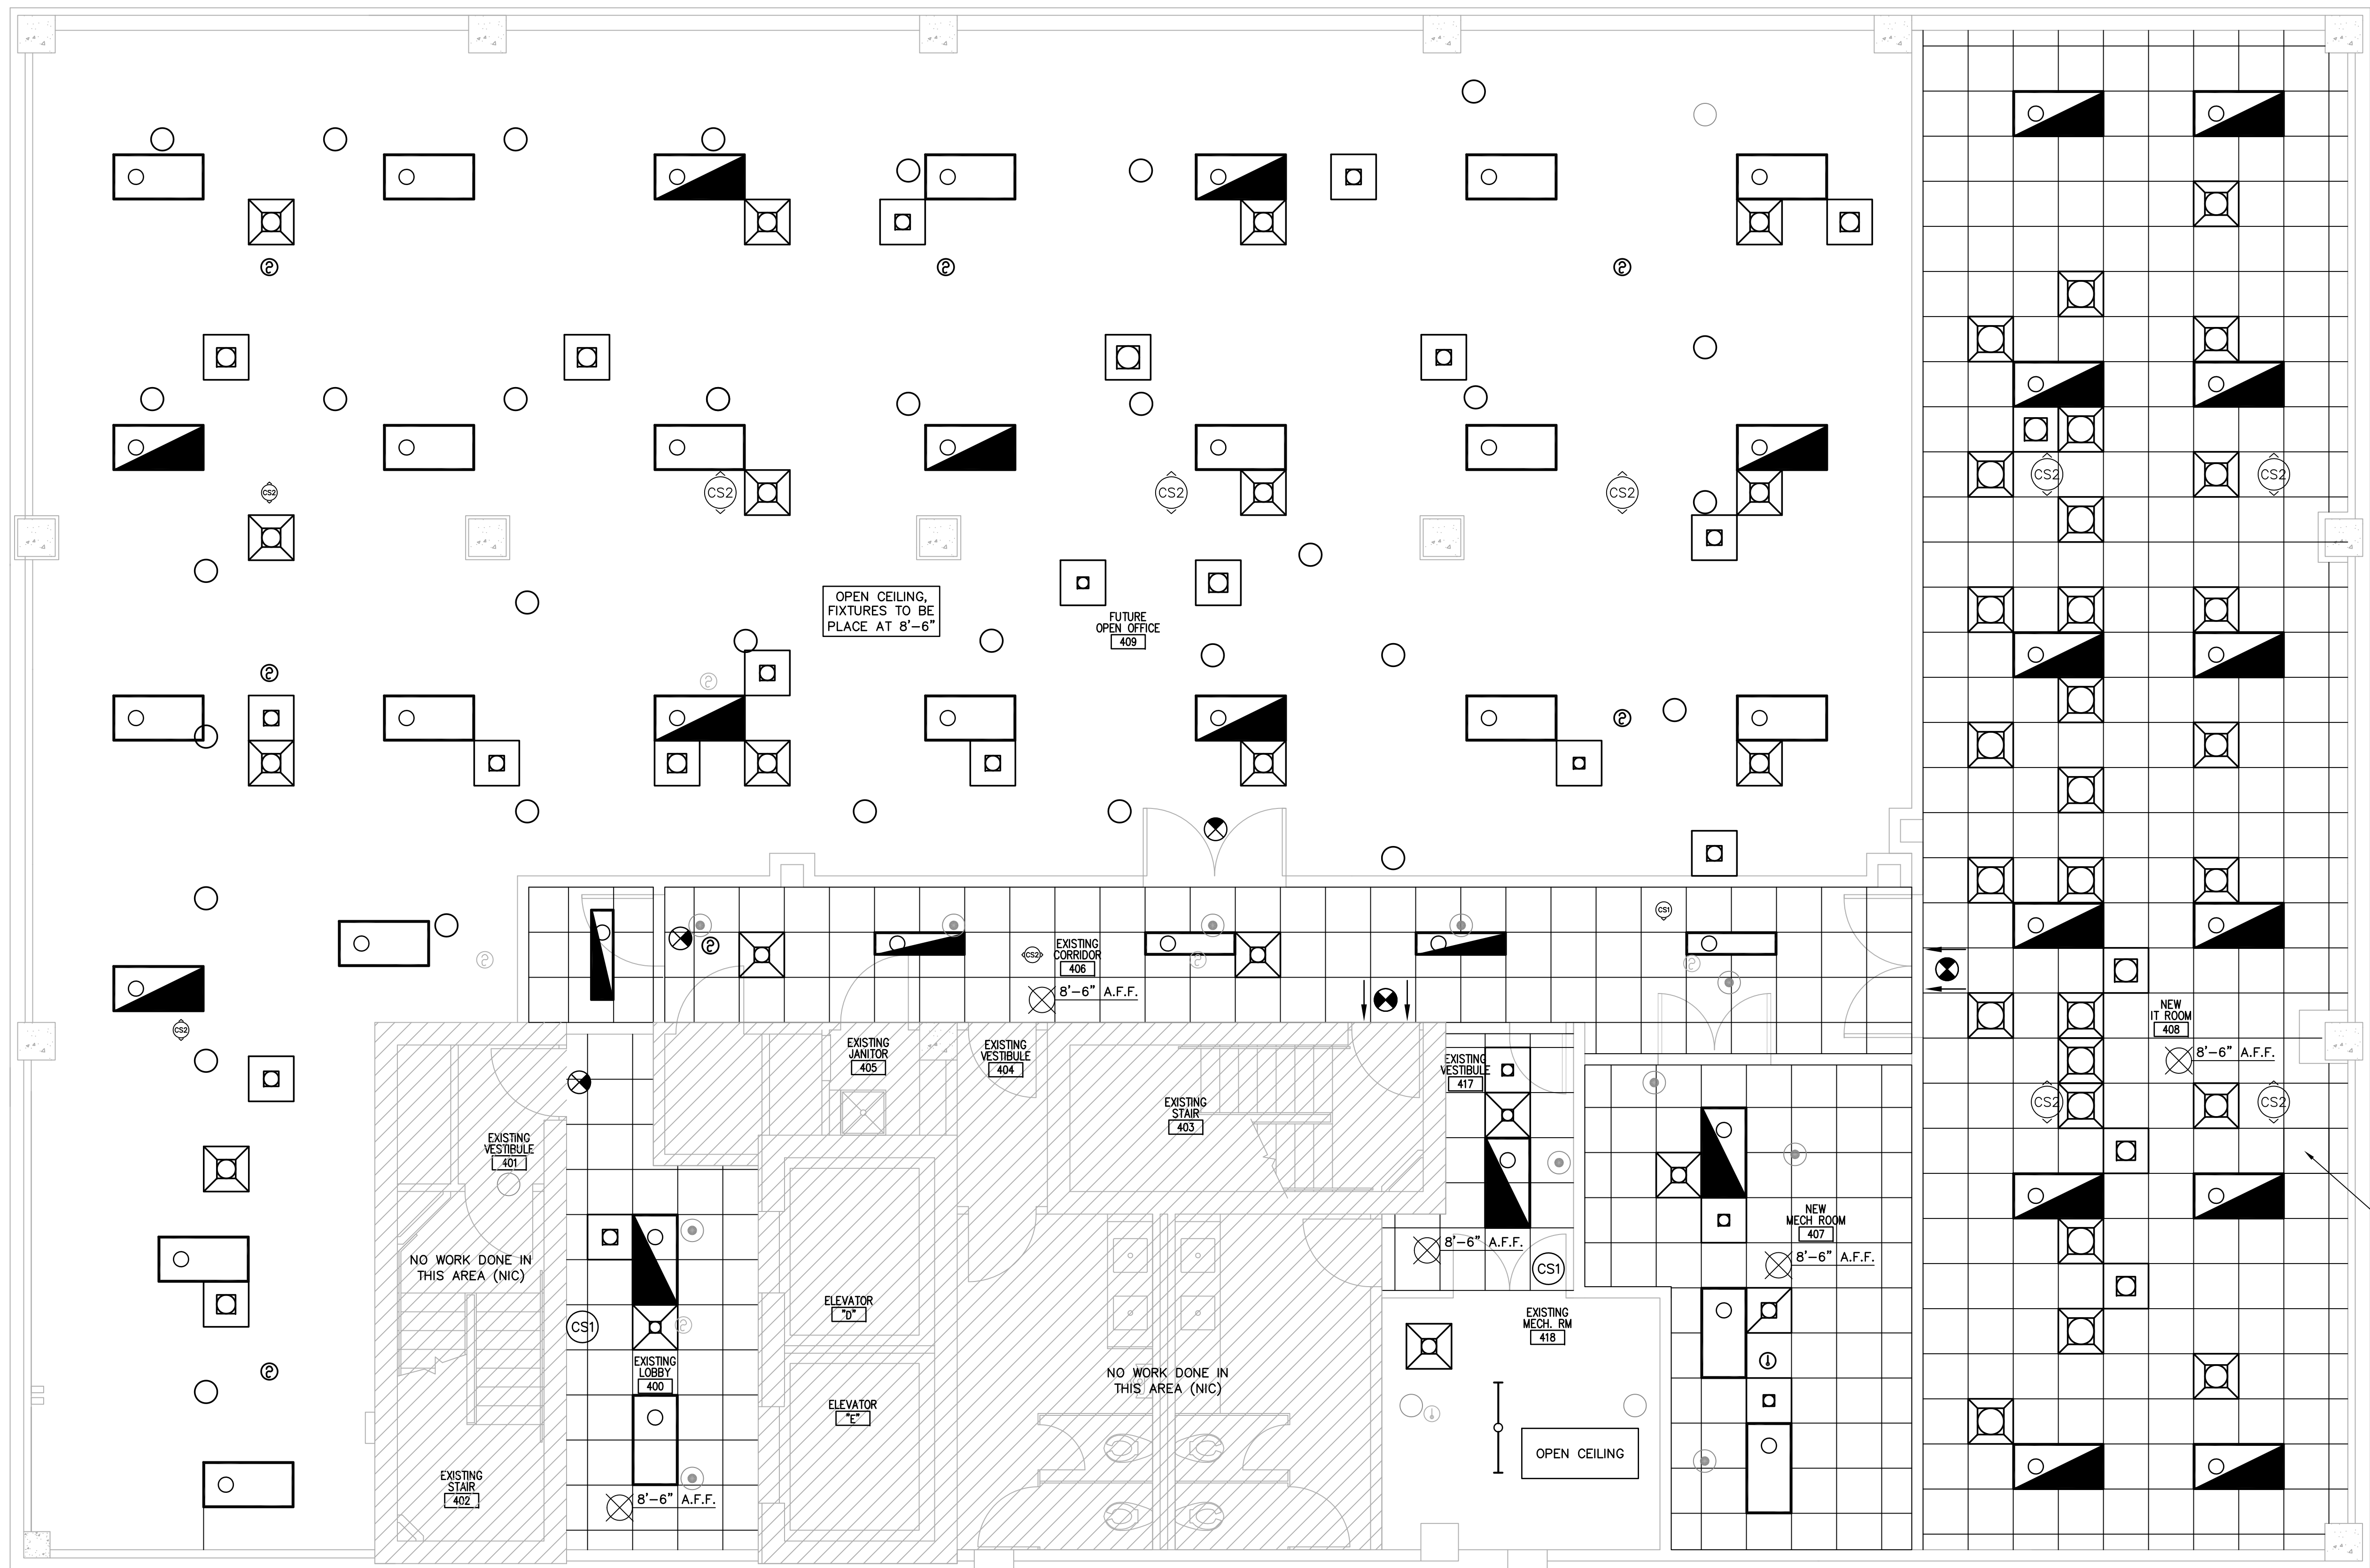 CS2
CS2
CS2
CS2
CS2
CS2
OPEN CEILING,
FIXTURES TO BE
PLACE AT 8'-6"
FUTURE
OPEN OFFICE
409
CS1
CS2
EXISTING
CORRIDOR
406
8'-6" A.F.F.
NEW
IT ROOM
408
8'-6" A.F.F.
CS2
CS2
CS2
EXISTING
JANITOR
405
EXISTING
VESTIBULE
404
EXISTING
VESTIBULE
417
EXISTING
STAIR
403
EXISTING
VESTIBULE
401
NO WORK DONE IN
THIS AREA (NIC)
NEW
MECH ROOM
407
8'-6" A.F.F.
8'-6" A.F.F.
CS1
CS1
ELEVATOR
"D"
EXISTING
MECH. RM
418
EXISTING
LOBBY
400
NO WORK DONE IN
THIS AREA (NIC)
ELEVATOR
"E"
OPEN CEILING
EXISTING
STAIR
402
8'-6" A.F.F.